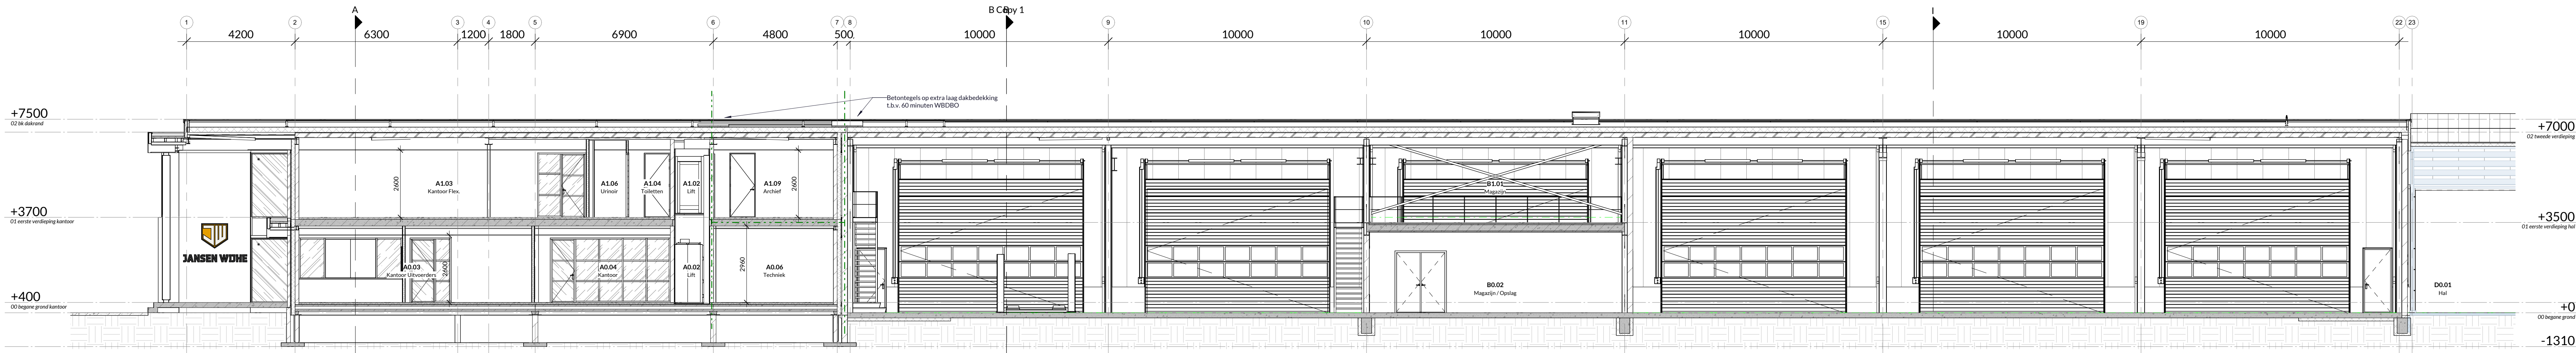 A
B Copy 1
B
I
1
2
3
4
5
6
7
8
9
10
11
15
19
22
23
4200
6300
1200
1800
6900
4800
500
10000
10000
10000
10000
10000
10000
Betontegels op extra laag dakbedekking
t.b.v. 60 minuten WBDBO
+7500
02 bk dakrand
+7000
02 tweede verdieping
2600
A1.03
Kantoor Flex.
A1.06
Urinoir
A1.04
Toiletten
A1.02
Lift
A1.09
Archief
2600
B1.01
Magazijn
+3700
01 eerste verdieping kantoor
+3500
01 eerste verdieping hal
JANSEN WIJHE
A0.03
Kantoor Uitvoerders
2600
A0.04
Kantoor
A0.02
Lift
2960
A0.06
Techniek
B0.02
Magazijn / Opslag
D0.01
Hal
+400
00 begane grond kantoor
+0
00 begane grond
-1310